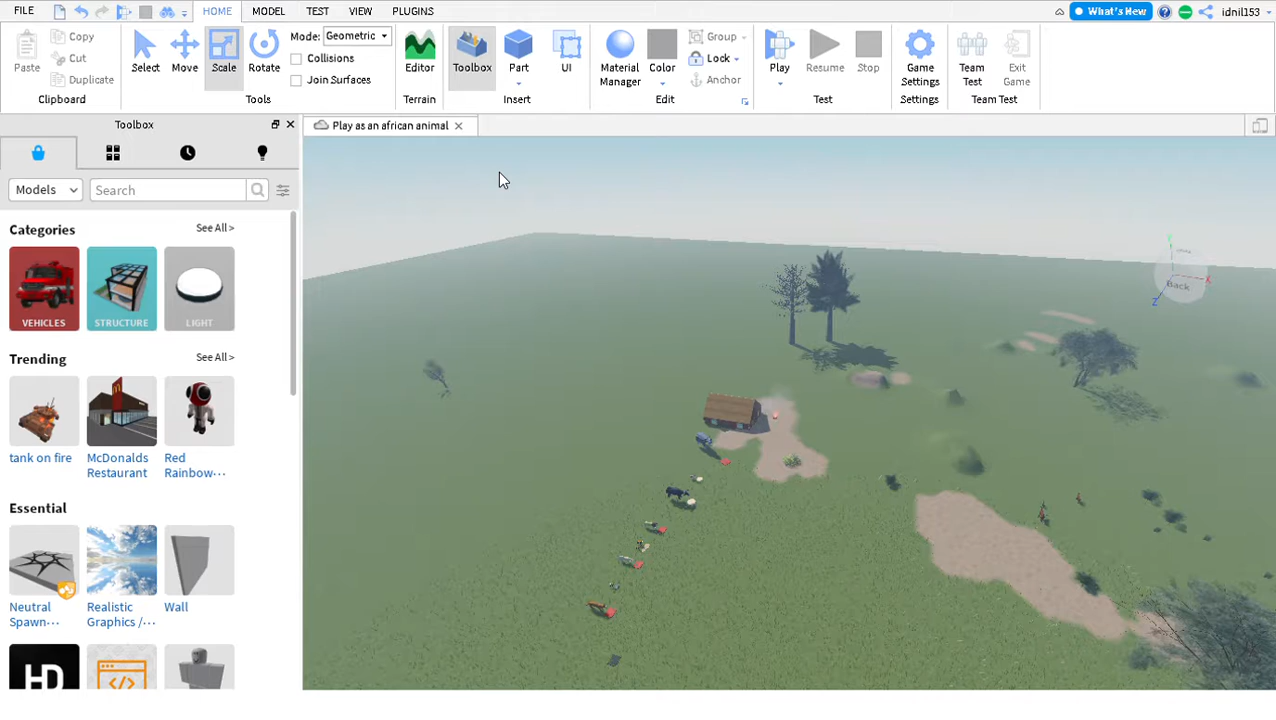 FILE HOME MODEL TEST VIEW PLUGINS What's New idnil153
Paste Copy Cut Duplicate Clipboard
Select Move Scale Rotate Mode: Geometric Collisions Join Surfaces Tools
Editor Terrain
Toolbox Part UI Insert
Material Manager Color Group Lock Anchor Edit
Play Resume Stop Test
Game Settings Settings
Team Test Exit Game Team Test
Toolbox
Play as an african animal
Models Search
Categories See All >
VEHICLES STRUCTURE LIGHT
Trending See All >
tank on fire McDonalds Restaurant Red Rainbow···
Essential
Neutral Spawn··· Realistic Graphics /··· Wall
HD
Y
X
Z
Back